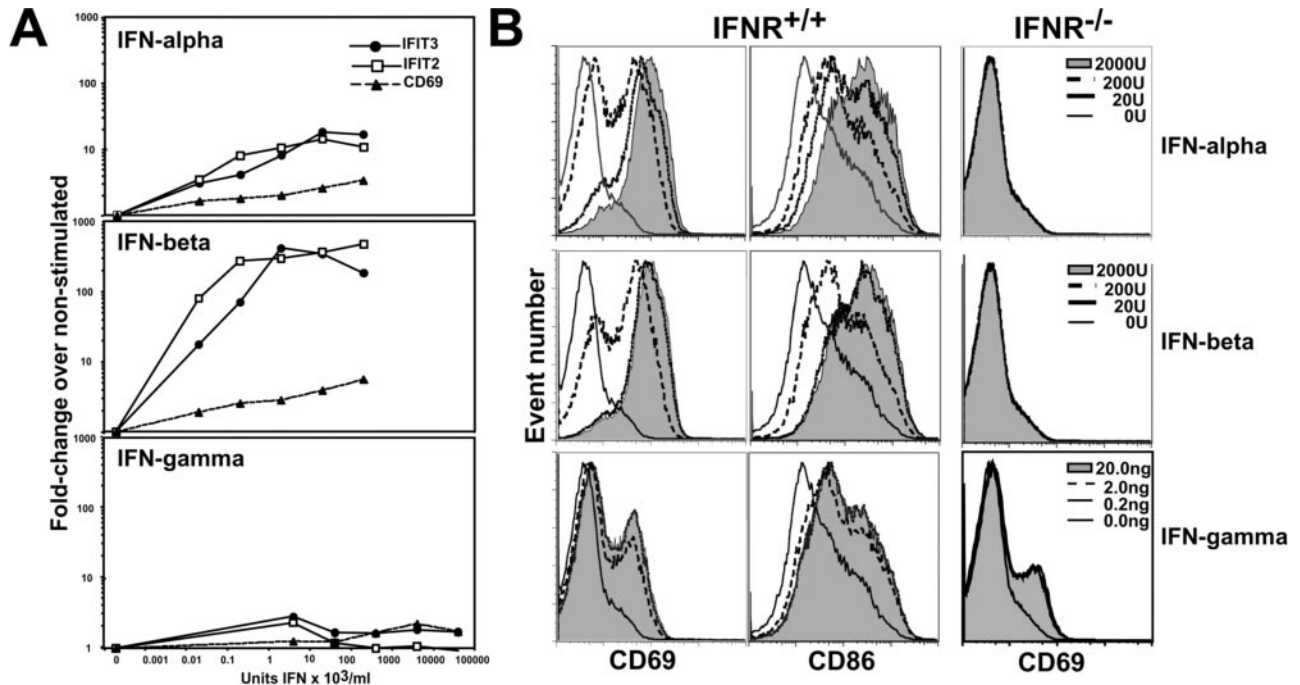 A
1000
IFN-alpha
IFIT3
IFIT2
CD69
100
10
1000
IFN-beta
100
10
1
1000
IFN-gamma
100
10
1
0
0.001
0.01
0.1
1
10
100
1000
10000
100000
Units IFN x 10³/ml
Fold-change over non-stimulated
B
IFNR+/+
IFNR-/-
2000U
200U
20U
0U
IFN-alpha
2000U
200U
20U
0U
IFN-beta
20.0ng
2.0ng
0.2ng
0.0ng
IFN-gamma
Event number
CD69
CD86
CD69